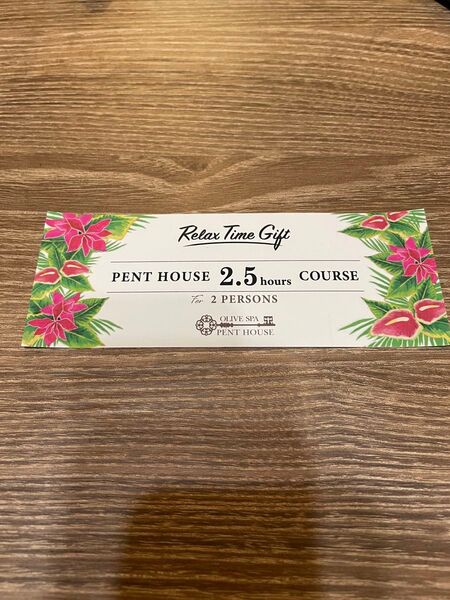 Relax Time Gift
PENT HOUSE 2.5 hours COURSE
For 2 PERSONS
OLIVE SPA
PENT HOUSE